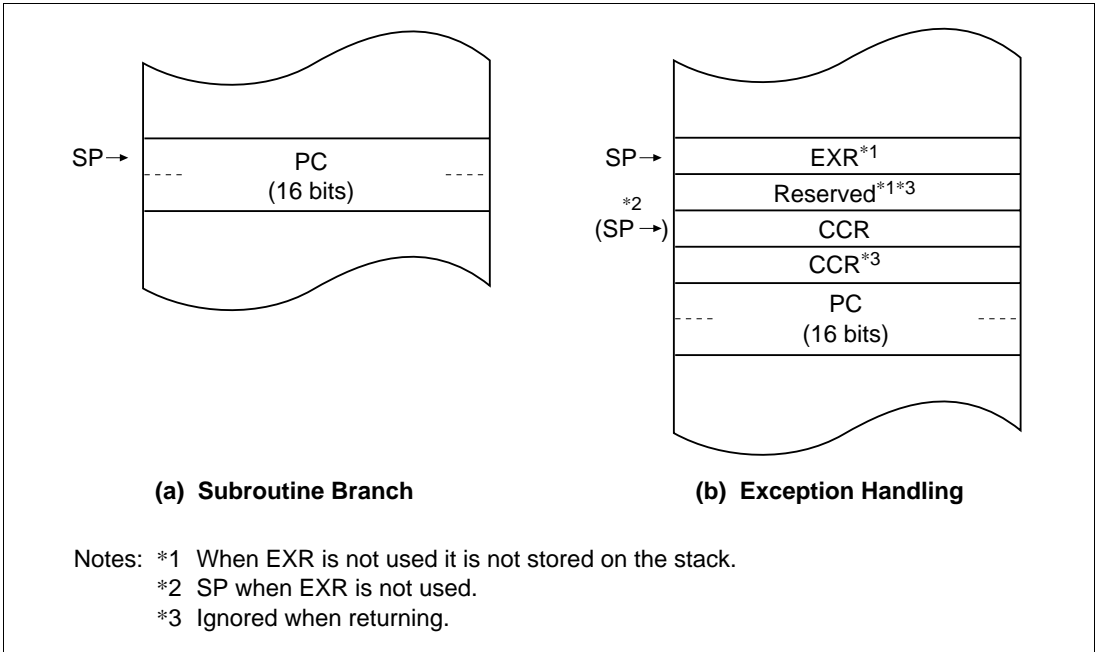 SP→
PC
(16 bits)
(a) Subroutine Branch
SP→
*2
(SP→)
EXR*1
Reserved*1*3
CCR
CCR*3
PC
(16 bits)
(b) Exception Handling
Notes: *1 When EXR is not used it is not stored on the stack.
*2 SP when EXR is not used.
*3 Ignored when returning.